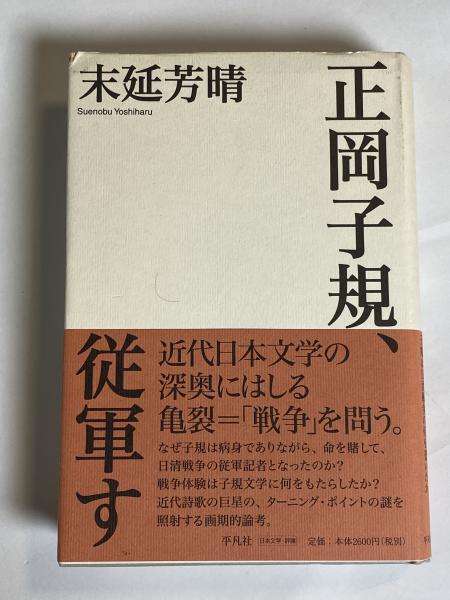 正岡子規、
従軍す
末延芳晴
Suenobu Yoshiharu
近代日本文学の
深奥にはしる
亀裂＝「戦争」を問う。
なぜ子規は病身でありながら、命を賭して、
日清戦争の従軍記者となったのか？
戦争体験は子規文学に何をもたらしたか？
近代詩歌の巨星の、ターニング・ポイントの謎を
照射する画期的論考。
平凡社
日本文学・評論
定価：本体2600円（税別）